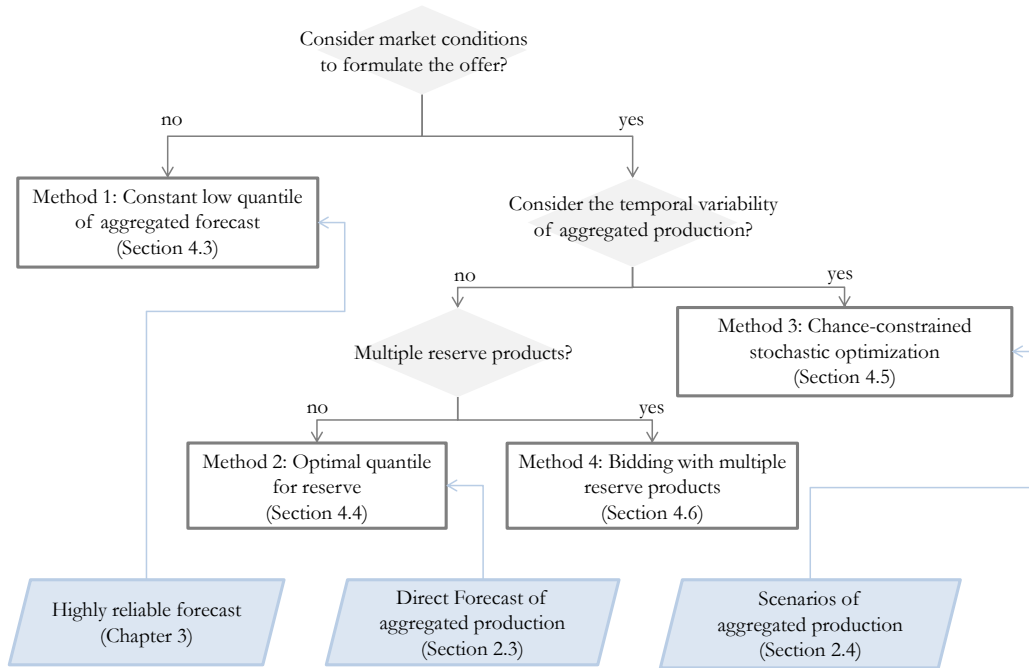 Consider market conditions
to formulate the offer?
no
yes
Method 1: Constant low quantile
of aggregated forecast
(Section 4.3)
Consider the temporal variability
of aggregated production?
no
yes
Multiple reserve products?
Method 3: Chance-constrained
stochastic optimization
(Section 4.5)
no
yes
Method 2: Optimal quantile
for reserve
(Section 4.4)
Method 4: Bidding with multiple
reserve products
(Section 4.6)
Highly reliable forecast
(Chapter 3)
Direct Forecast of
aggregated production
(Section 2.3)
Scenarios of
aggregated production
(Section 2.4)